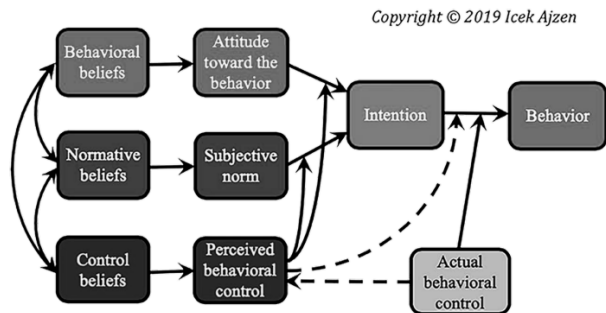 Copyright © 2019 Icek Ajzen
Behavioral
beliefs
Attitude
toward the
behavior
Intention
Behavior
Normative
beliefs
Subjective
norm
Control
beliefs
Perceived
behavioral
control
Actual
behavioral
control